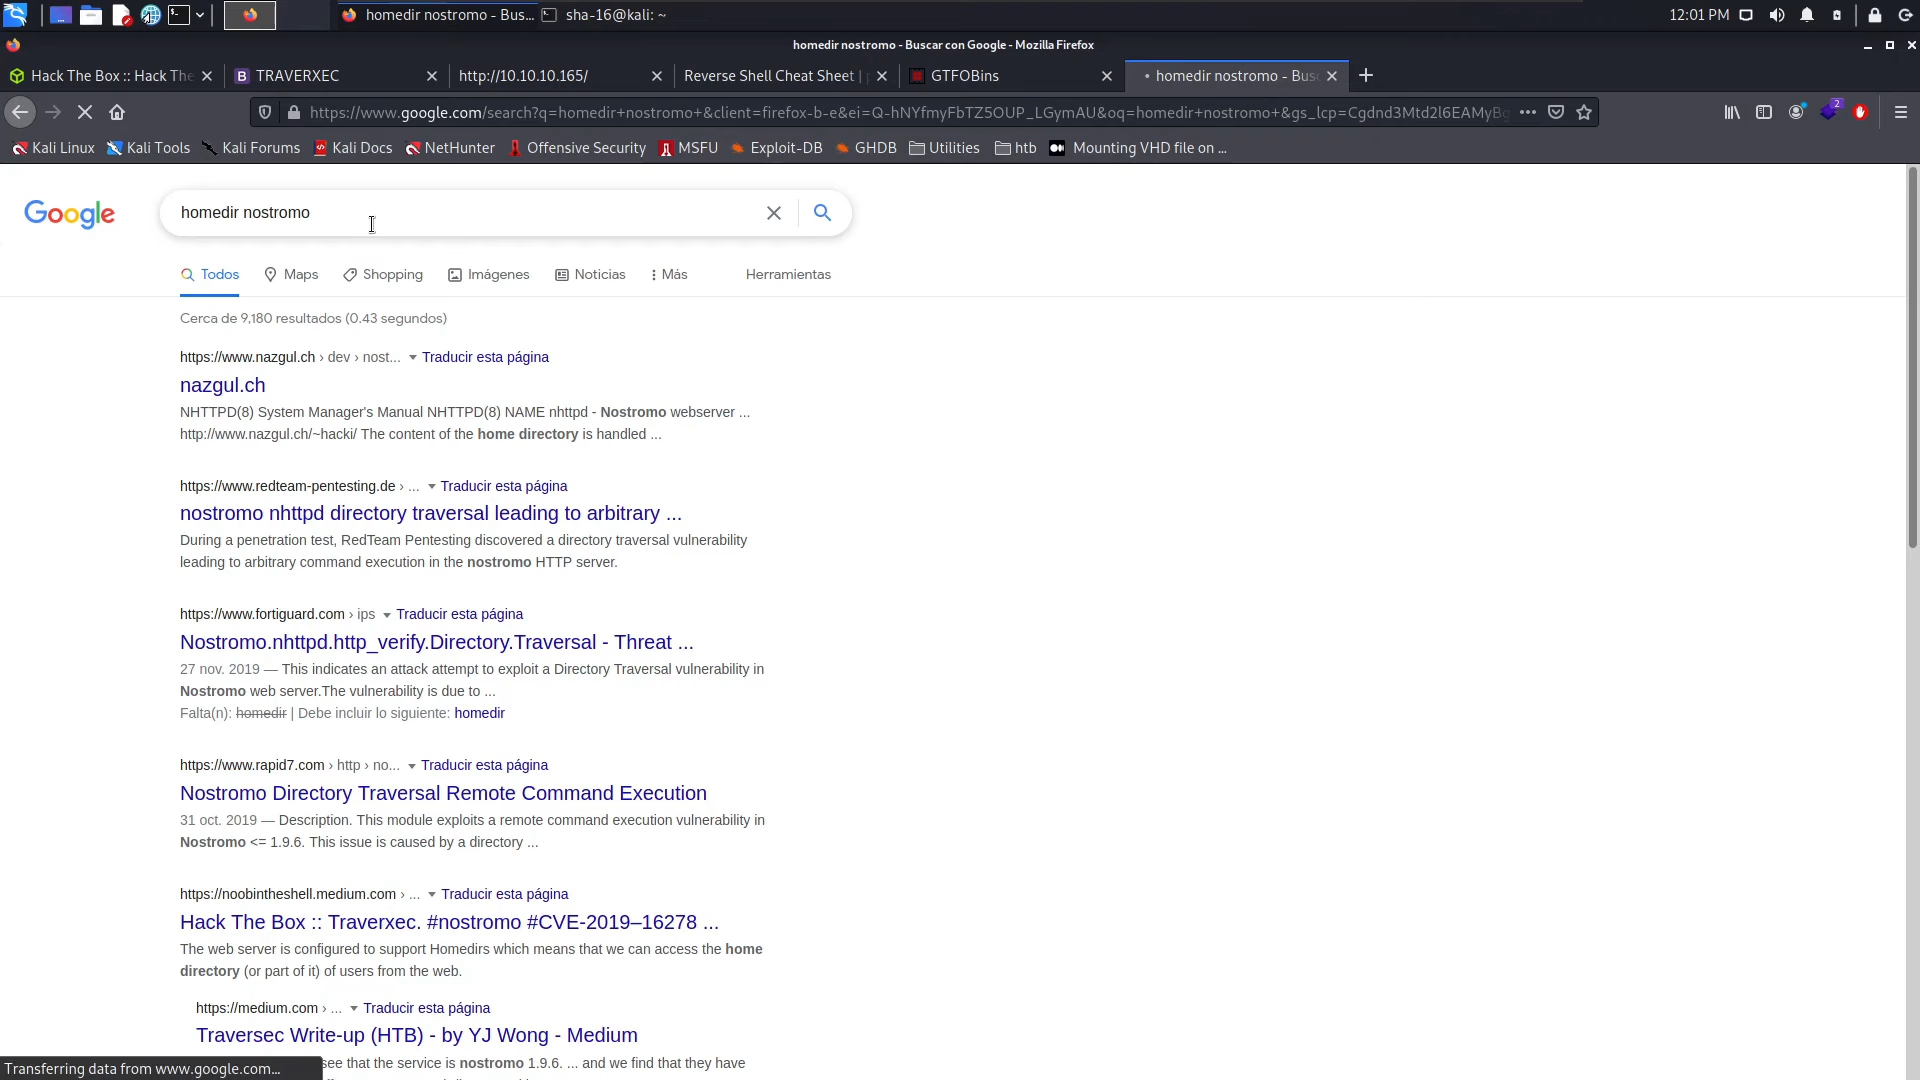 homedir nostromo - Bus... sha-16@kali: ~ 12:01 PM
homedir nostromo - Buscar con Google - Mozilla Firefox
Hack The Box :: Hack The TRAVERXEC http://10.10.10.165/ Reverse Shell Cheat Sheet | GTFOBins homedir nostromo - Bus
https://www.google.com/search?q=homedir+nostromo+&client=firefox-b-e&ei=Q-hNYfmyFbTZ5OUP_LGymAU&oq=homedir+nostromo+&gs_lcp=Cgdnd3Mtd2l6EAMyBg 2
Kali Linux Kali Tools Kali Forums Kali Docs NetHunter Offensive Security MSFU Exploit-DB GHDB Utilities htb Mounting VHD file on ...
Google homedir nostromo
Todos Maps Shopping Imágenes Noticias Más Herramientas
Cerca de 9,180 resultados (0.43 segundos)
https://www.nazgul.ch › dev › nost... Traducir esta página
nazgul.ch
NHTTPD(8) System Manager's Manual NHTTPD(8) NAME nhttpd - Nostromo webserver ...
http://www.nazgul.ch/~hacki/ The content of the home directory is handled ...
https://www.redteam-pentesting.de › ... Traducir esta página
nostromo nhttpd directory traversal leading to arbitrary ...
During a penetration test, RedTeam Pentesting discovered a directory traversal vulnerability
leading to arbitrary command execution in the nostromo HTTP server.
https://www.fortiguard.com › ips Traducir esta página
Nostromo.nhttpd.http_verify.Directory.Traversal - Threat ...
27 nov. 2019 — This indicates an attack attempt to exploit a Directory Traversal vulnerability in
Nostromo web server.The vulnerability is due to ...
Falta(n): homedir | Debe incluir lo siguiente: homedir
https://www.rapid7.com › http › no... Traducir esta página
Nostromo Directory Traversal Remote Command Execution
31 oct. 2019 — Description. This module exploits a remote command execution vulnerability in
Nostromo <= 1.9.6. This issue is caused by a directory ...
https://noobintheshell.medium.com › ... Traducir esta página
Hack The Box :: Traverxec. #nostromo #CVE-2019–16278 ...
The web server is configured to support Homedirs which means that we can access the home
directory (or part of it) of users from the web.
https://medium.com › ... Traducir esta página
Traversec Write-up (HTB) - by YJ Wong - Medium
see that the service is nostromo 1.9.6. ... and we find that they have
Transferring data from www.google.com...